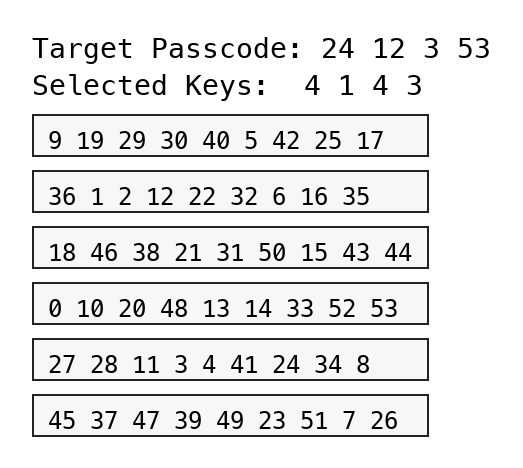 Target Passcode: 24 12 3 53
Selected Keys: 4 1 4 3
9 19 29 30 40 5 42 25 17
36 1 2 12 22 32 6 16 35
18 46 38 21 31 50 15 43 44
0 10 20 48 13 14 33 52 53
27 28 11 3 4 41 24 34 8
45 37 47 39 49 23 51 7 26